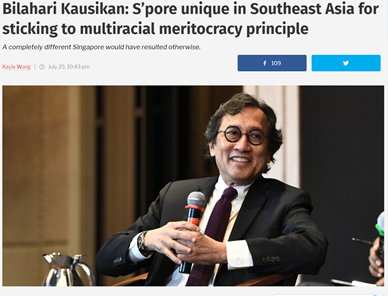 Bilahari Kausikan: S'pore unique in Southeast Asia for
sticking to multiracial meritocracy principle
A completely different Singapore would have resulted otherwise.
Kayla Wong | July 25, 10:43 pm
109